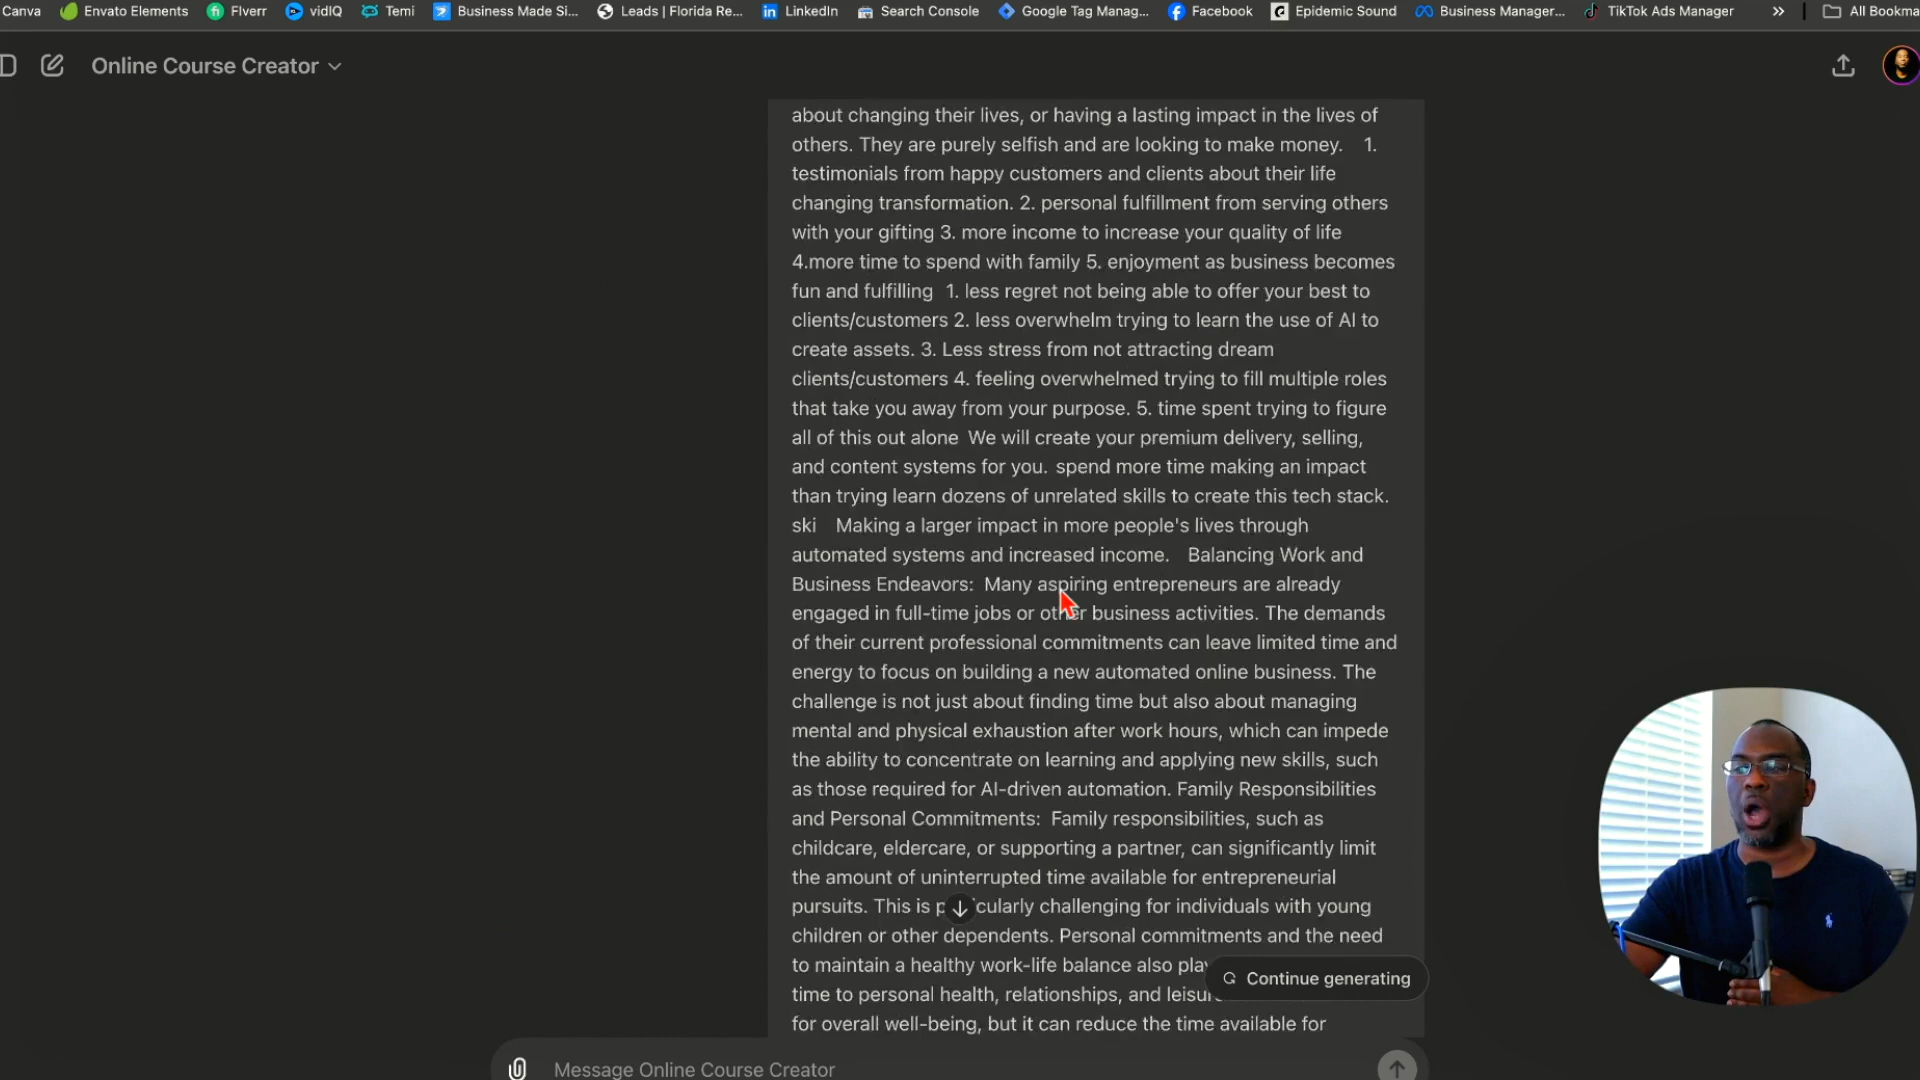 Canva Envato Elements FIverr vidIQ Temi Business Made Si... Leads | Florida Re... LinkedIn Search Console Google Tag Manag... Facebook Epidemic Sound Business Manager... TikTok Ads Manager » All Bookma
Online Course Creator
about changing their lives, or having a lasting impact in the lives of
others. They are purely selfish and are looking to make money. 1.
testimonials from happy customers and clients about their life
changing transformation. 2. personal fulfillment from serving others
with your gifting 3. more income to increase your quality of life
4.more time to spend with family 5. enjoyment as business becomes
fun and fulfilling 1. less regret not being able to offer your best to
clients/customers 2. less overwhelm trying to learn the use of AI to
create assets. 3. Less stress from not attracting dream
clients/customers 4. feeling overwhelmed trying to fill multiple roles
that take you away from your purpose. 5. time spent trying to figure
all of this out alone We will create your premium delivery, selling,
and content systems for you. spend more time making an impact
than trying learn dozens of unrelated skills to create this tech stack.
ski Making a larger impact in more people's lives through
automated systems and increased income. Balancing Work and
Business Endeavors: Many aspiring entrepreneurs are already
engaged in full-time jobs or other business activities. The demands
of their current professional commitments can leave limited time and
energy to focus on building a new automated online business. The
challenge is not just about finding time but also about managing
mental and physical exhaustion after work hours, which can impede
the ability to concentrate on learning and applying new skills, such
as those required for AI-driven automation. Family Responsibilities
and Personal Commitments: Family responsibilities, such as
childcare, eldercare, or supporting a partner, can significantly limit
the amount of uninterrupted time available for entrepreneurial
pursuits. This is particularly challenging for individuals with young
children or other dependents. Personal commitments and the need
to maintain a healthy work-life balance also
Continue generating
time to personal health, relationships, and
for overall well-being, but it can reduce the time available for
Message Online Course Creator